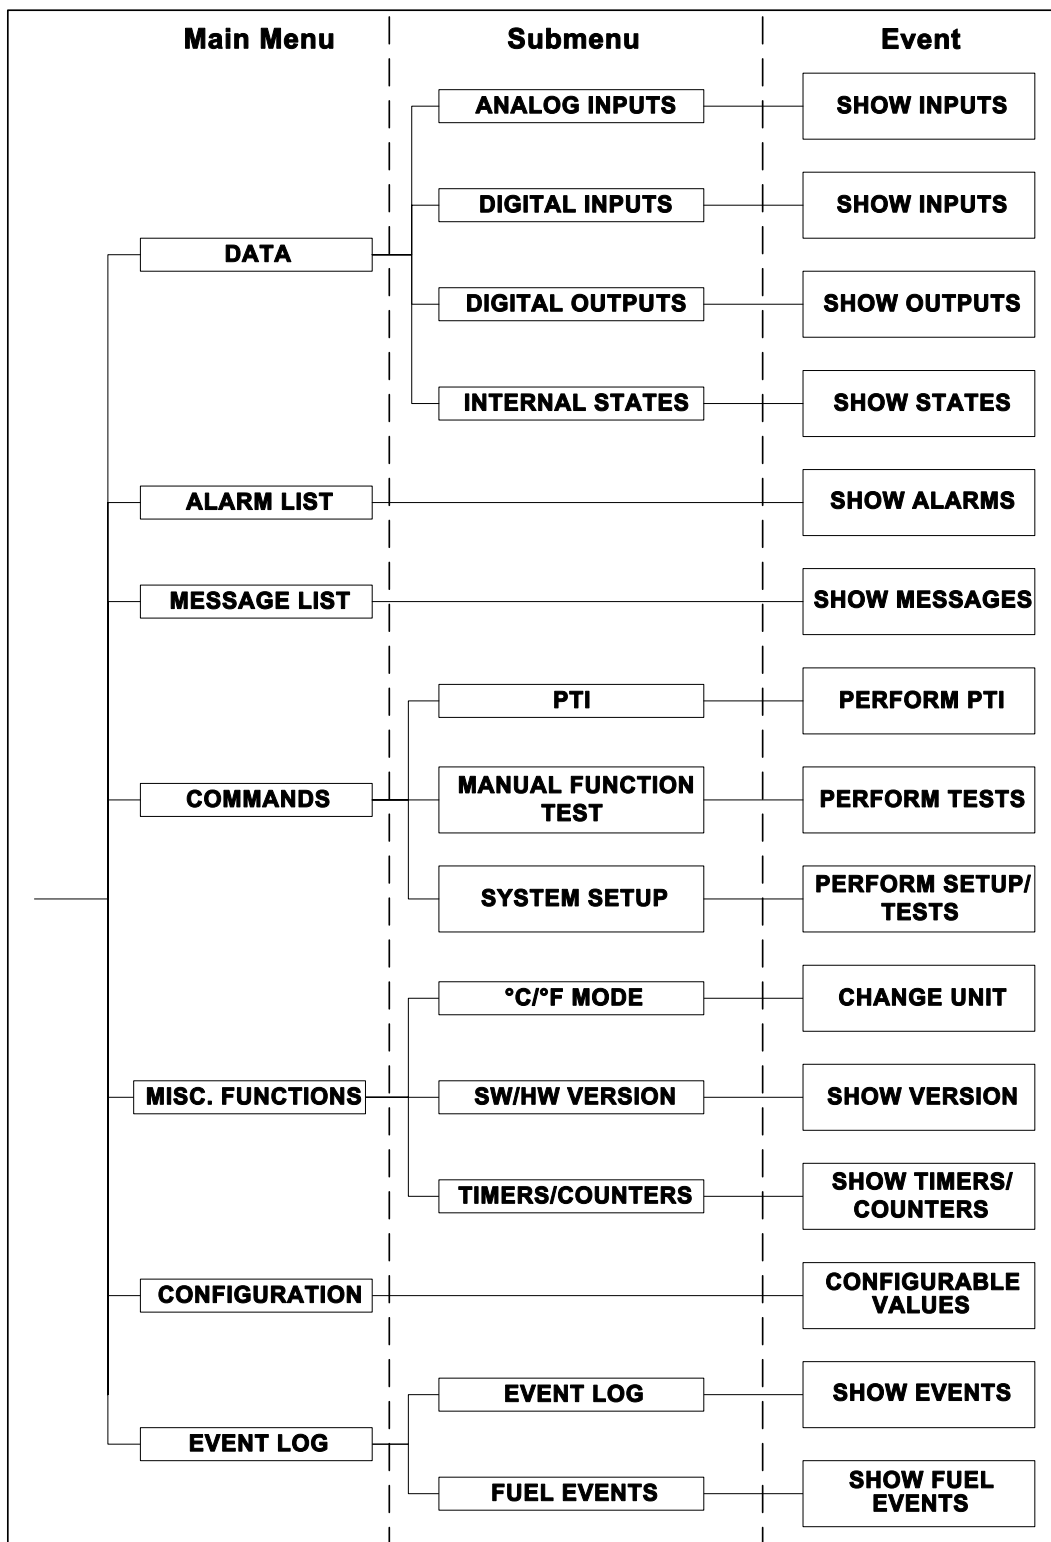 Main Menu
Submenu
Event
ANALOG INPUTS
SHOW INPUTS
DIGITAL INPUTS
SHOW INPUTS
DATA
DIGITAL OUTPUTS
SHOW OUTPUTS
INTERNAL STATES
SHOW STATES
ALARM LIST
SHOW ALARMS
MESSAGE LIST
SHOW MESSAGES
PTI
PERFORM PTI
COMMANDS
MANUAL FUNCTION
TEST
PERFORM TESTS
SYSTEM SETUP
PERFORM SETUP/
TESTS
°C/°F MODE
CHANGE UNIT
MISC. FUNCTIONS
SW/HW VERSION
SHOW VERSION
TIMERS/COUNTERS
SHOW TIMERS/
COUNTERS
CONFIGURATION
CONFIGURABLE
VALUES
EVENT LOG
SHOW EVENTS
EVENT LOG
FUEL EVENTS
SHOW FUEL
EVENTS